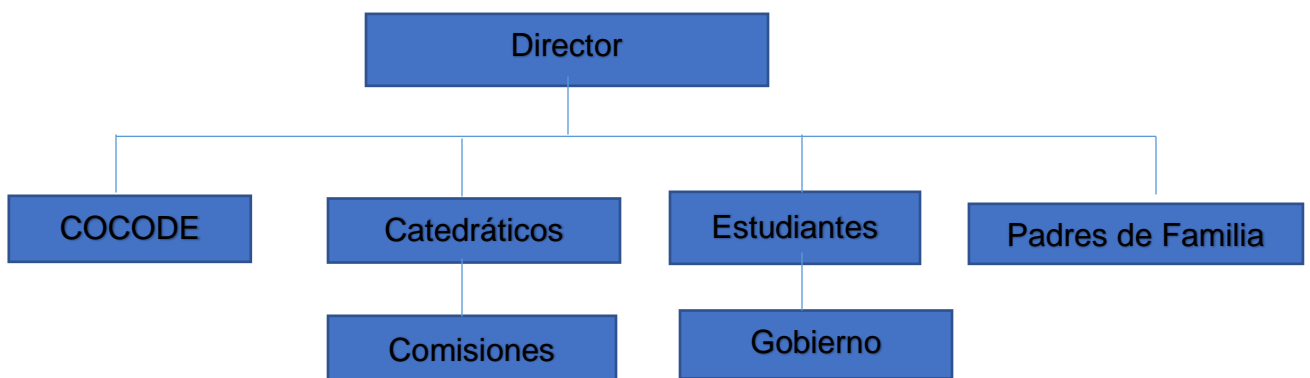 Director
COCODE
Catedráticos
Estudiantes
Padres de Familia
Comisiones
Gobierno